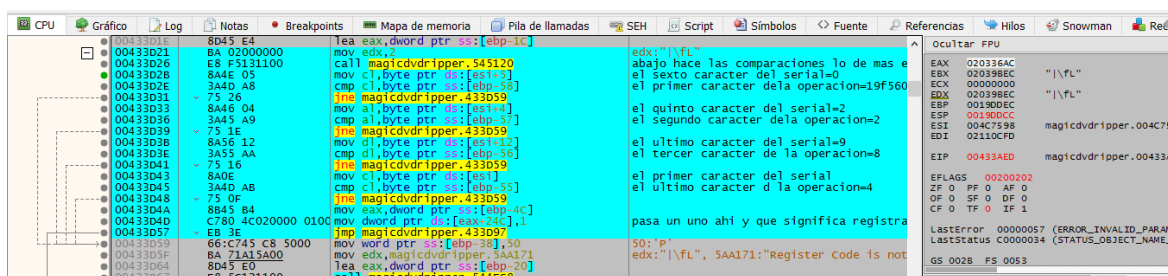 CPU Gráfico Log Notas Breakpoints Mapa de memoria Pila de llamadas SEH Script Símbolos Fuente Referencias Hilos Snowman
00433D1E 8D45 E4 lea eax,dword ptr ss:[ebp-1C]
00433D21 BA 02000000 mov edx,2 edx:"|\fL"
00433D26 E8 F5131100 call magicdvdripper.545120 abajo hace las comparaciones lo de mas e
00433D2B 8A4E 05 mov cl,byte ptr ds:[esi+5] el sexto caracter del serial=0
00433D2E 3A4D A8 cmp cl,byte ptr ss:[ebp-58] el primer caracter dela operacion=19f560
00433D31 75 26 jne magicdvdripper.433D59
00433D33 8A46 04 mov al,byte ptr ds:[esi+4] el quinto caracter del serial=2
00433D36 3A45 A9 cmp al,byte ptr ss:[ebp-57] el segundo caracter dela operacion=2
00433D39 75 1E jne magicdvdripper.433D59
00433D3B 8A56 12 mov dl,byte ptr ds:[esi+12] el ultimo caracter del serial=9
00433D3E 3A55 AA cmp dl,byte ptr ss:[ebp-56] el tercer caracter de la operacion=8
00433D41 75 16 jne magicdvdripper.433D59
00433D43 8A0E mov cl,byte ptr ds:[esi] el primer caracter del serial
00433D45 3A4D AB cmp cl,byte ptr ss:[ebp-55] el ultimo caracter d la operacion=4
00433D48 75 0F jne magicdvdripper.433D59
00433D4A 8B45 B4 mov eax,dword ptr ss:[ebp-4C]
00433D4D C780 4C020000 0100 mov dword ptr ds:[eax+24C],1 pasa un uno ahi y que significa registra
00433D57 EB 3E jmp magicdvdripper.433D97
00433D59 66:C745 C8 5000 mov word ptr ss:[ebp-38],50 50:'P'
00433D5F BA 71A15A00 mov edx,magicdvdripper.5AA171 edx:"|\fL", 5AA171:"Register Code is not
00433D64 8D45 E0 lea eax,dword ptr ss:[ebp-20]
Ocultar FPU
EAX 020336AC
EBX 02039BEC "|\fL"
ECX 00000000
EDX 02039BEC "|\fL"
EBP 0019DDEC
ESP 0019DDCC
ESI 004C7598 magicdvdripper.004C75
EDI 02110CFD
EIP 00433AED magicdvdripper.00433A
EFLAGS 00200202
ZF 0 PF 0 AF 0
OF 0 SF 0 DF 0
CF 0 TF 0 IF 1
LastError 00000057 (ERROR_INVALID_PARA
LastStatus C0000034 (STATUS_OBJECT_NAME_
GS 002B FS 0053